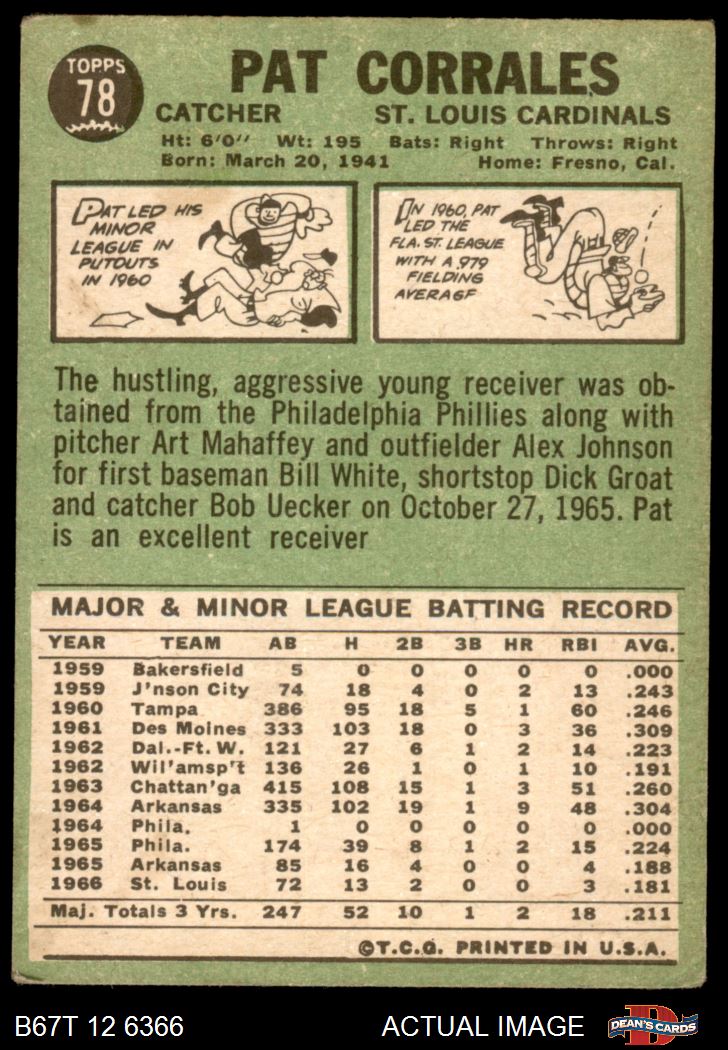 TOPPS
78
PAT CORRALES
CATCHER ST. LOUIS CARDINALS
Ht: 6'0" Wt: 195 Bats: Right Throws: Right
Born: March 20, 1941 Home: Fresno, Cal.
PAT LED HIS
MINOR
LEAGUE IN
PUTOUTS
IN 1960
IN 1960, PAT
LED THE
FLA. ST. LEAGUE
WITH A .979
FIELDING
AVERAGE
The hustling, aggressive young receiver was ob-
tained from the Philadelphia Phillies along with
pitcher Art Mahaffey and outfielder Alex Johnson
for first baseman Bill White, shortstop Dick Groat
and catcher Bob Uecker on October 27, 1965. Pat
is an excellent receiver
MAJOR & MINOR LEAGUE BATTING RECORD
YEAR TEAM AB H 2B 3B HR RBI AVG.
1959 Bakersfield 5 0 0 0 0 0 .000
1959 J'nson City 74 18 4 0 2 13 .243
1960 Tampa 386 95 18 5 1 60 .246
1961 Des Moines 333 103 18 0 3 36 .309
1962 Dal.-Ft. W. 121 27 6 1 2 14 .223
1962 Wil'amsp't 136 26 1 0 1 10 .191
1963 Chattan'ga 415 108 15 1 3 51 .260
1964 Arkansas 335 102 19 1 9 48 .304
1964 Phila. 1 0 0 0 0 0 .000
1965 Phila. 174 39 8 1 2 15 .224
1965 Arkansas 85 16 4 0 0 4 .188
1966 St. Louis 72 13 2 0 0 3 .181
Maj. Totals 3 Yrs. 247 52 10 1 2 18 .211
©T.C.G. PRINTED IN U.S.A.
B67T 12 6366 ACTUAL IMAGE
D
DEAN'S CARDS